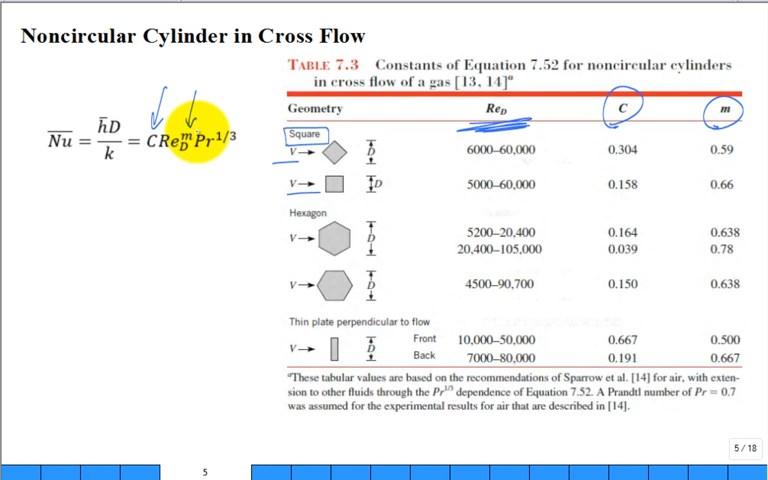 Noncircular Cylinder in Cross Flow
TABLE 7.3 Constants of Equation 7.52 for noncircular cylinders
in cross flow of a gas [13, 14]ᵃ
Geometry Re_D C m
N̅u̅ = h̅D/k = CRe_D^m Pr^1/3
Square
V→ D 6000–60,000 0.304 0.59
V→ D 5000–60,000 0.158 0.66
Hexagon
V→ D 5200–20,400 0.164 0.638
20,400–105,000 0.039 0.78
V→ D 4500–90,700 0.150 0.638
Thin plate perpendicular to flow
V→ D Front 10,000–50,000 0.667 0.500
Back 7000–80,000 0.191 0.667
ᵃThese tabular values are based on the recommendations of Sparrow et al. [14] for air, with exten-
sion to other fluids through the Pr^1/3 dependence of Equation 7.52. A Prandtl number of Pr = 0.7
was assumed for the experimental results for air that are described in [14].
5 / 18
5